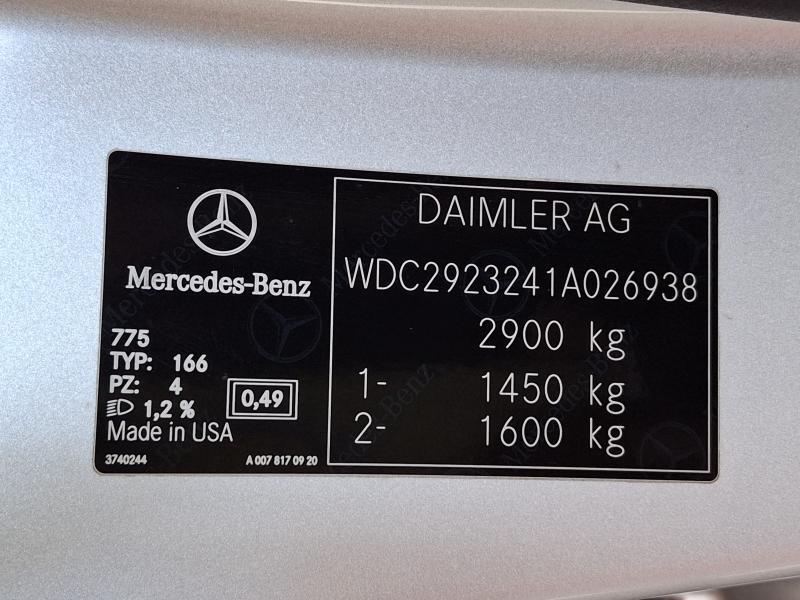 Mercedes-Benz
775
TYP: 166
PZ: 4
1,2 %
0,49
Made in USA
3740244
A 007 817 09 20
DAIMLER AG
WDC2923241A026938
2900 kg
1- 1450 kg
2- 1600 kg